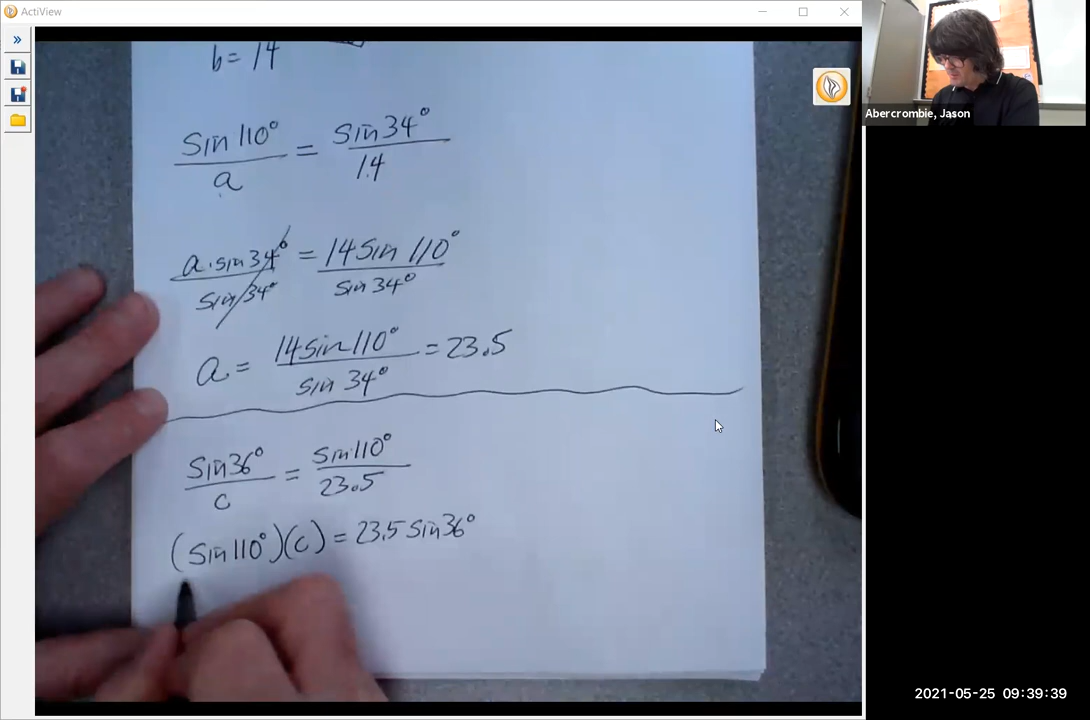 ActiView
b = 14
Sin 110° / a = Sin 34° / 14
a · sin 34° / sin 34° = 14 Sin 110° / sin 34°
a = 14 sin 110° / sin 34° = 23.5
Sin 36° / c = sin 110° / 23.5
(sin 110°)(c) = 23.5 sin 36°
Abercrombie, Jason
2021-05-25 09:39:39